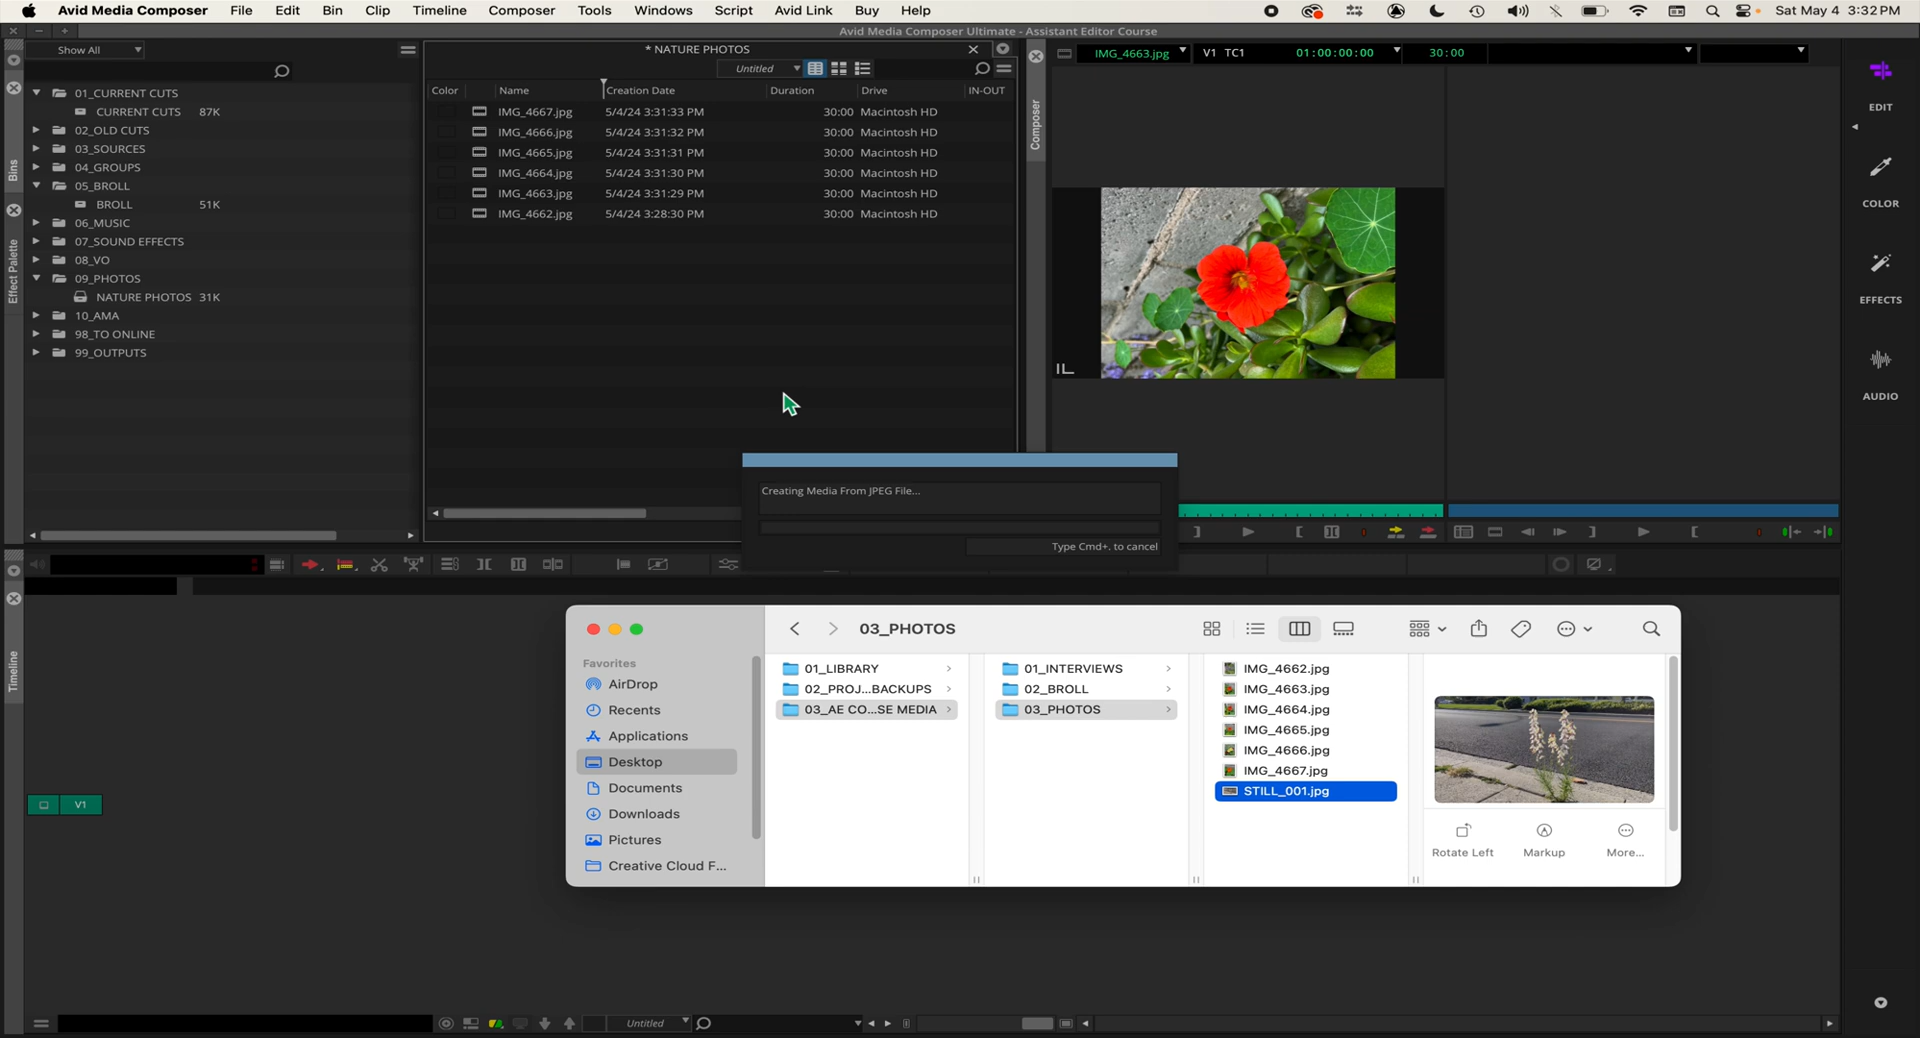 Avid Media Composer File Edit Bin Clip Timeline Composer Tools Windows Script Avid Link Buy Help Sat May 4 3:32 PM
Avid Media Composer Ultimate - Assistant Editor Course
Show All
* NATURE PHOTOS
IMG_4663.jpg V1 TC1 01:00:00:00 30:00
Untitled
Color Name Creation Date Duration Drive IN-OUT
IMG_4667.jpg 5/4/24 3:31:33 PM 30:00 Macintosh HD
IMG_4666.jpg 5/4/24 3:31:32 PM 30:00 Macintosh HD
IMG_4665.jpg 5/4/24 3:31:31 PM 30:00 Macintosh HD
IMG_4664.jpg 5/4/24 3:31:30 PM 30:00 Macintosh HD
IMG_4663.jpg 5/4/24 3:31:29 PM 30:00 Macintosh HD
IMG_4662.jpg 5/4/24 3:28:30 PM 30:00 Macintosh HD
01_CURRENT CUTS
CURRENT CUTS 87K
02_OLD CUTS
03_SOURCES
04_GROUPS
05_BROLL
BROLL 51K
06_MUSIC
07_SOUND EFFECTS
08_VO
09_PHOTOS
NATURE PHOTOS 31K
10_AMA
98_TO ONLINE
99_OUTPUTS
Bins
Effect Palette
Composer
EDIT
COLOR
EFFECTS
AUDIO
Creating Media From JPEG File...
Type Cmd+. to cancel
Timeline
V1
03_PHOTOS
Favorites
AirDrop
Recents
Applications
Desktop
Documents
Downloads
Pictures
Creative Cloud F...
01_LIBRARY
02_PROJ...BACKUPS
03_AE CO...SE MEDIA
01_INTERVIEWS
02_BROLL
03_PHOTOS
IMG_4662.jpg
IMG_4663.jpg
IMG_4664.jpg
IMG_4665.jpg
IMG_4666.jpg
IMG_4667.jpg
STILL_001.jpg
Rotate Left Markup More...
Untitled